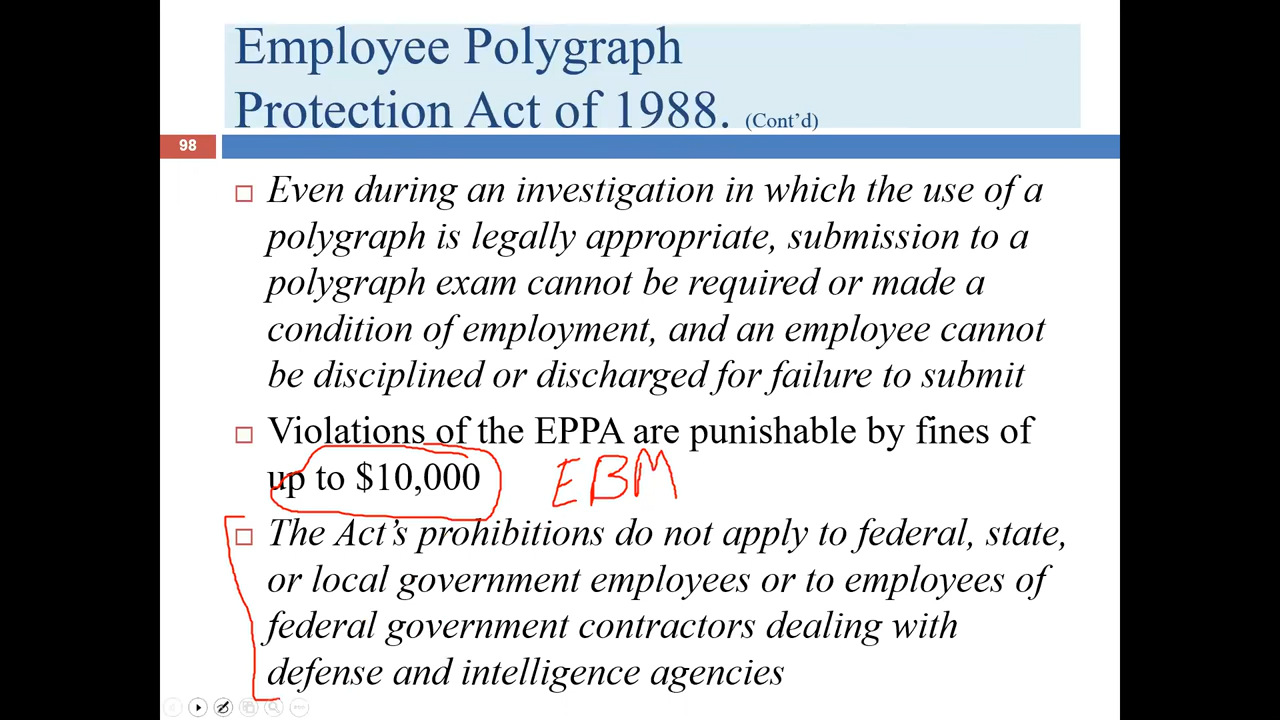 Employee Polygraph
Protection Act of 1988. (Cont’d)
98
Even during an investigation in which the use of a
polygraph is legally appropriate, submission to a
polygraph exam cannot be required or made a
condition of employment, and an employee cannot
be disciplined or discharged for failure to submit
Violations of the EPPA are punishable by fines of
up to $10,000 EBM
The Act’s prohibitions do not apply to federal, state,
or local government employees or to employees of
federal government contractors dealing with
defense and intelligence agencies